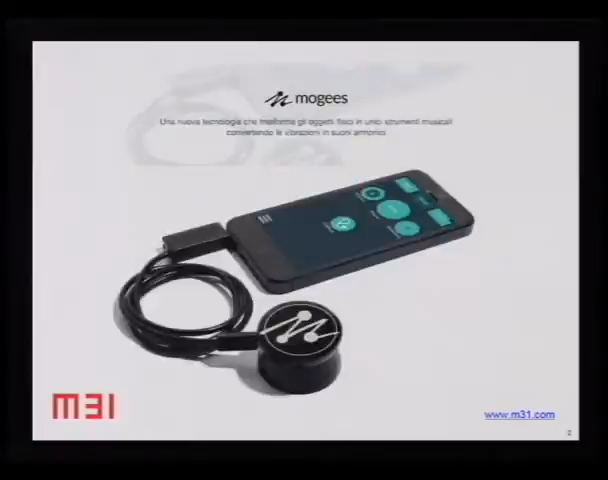 mogees
Una nuova tecnologia che trasforma gli oggetti fisici in unici strumenti musicali
convertendo le vibrazioni in suoni armonici
M31
www.m31.com
2